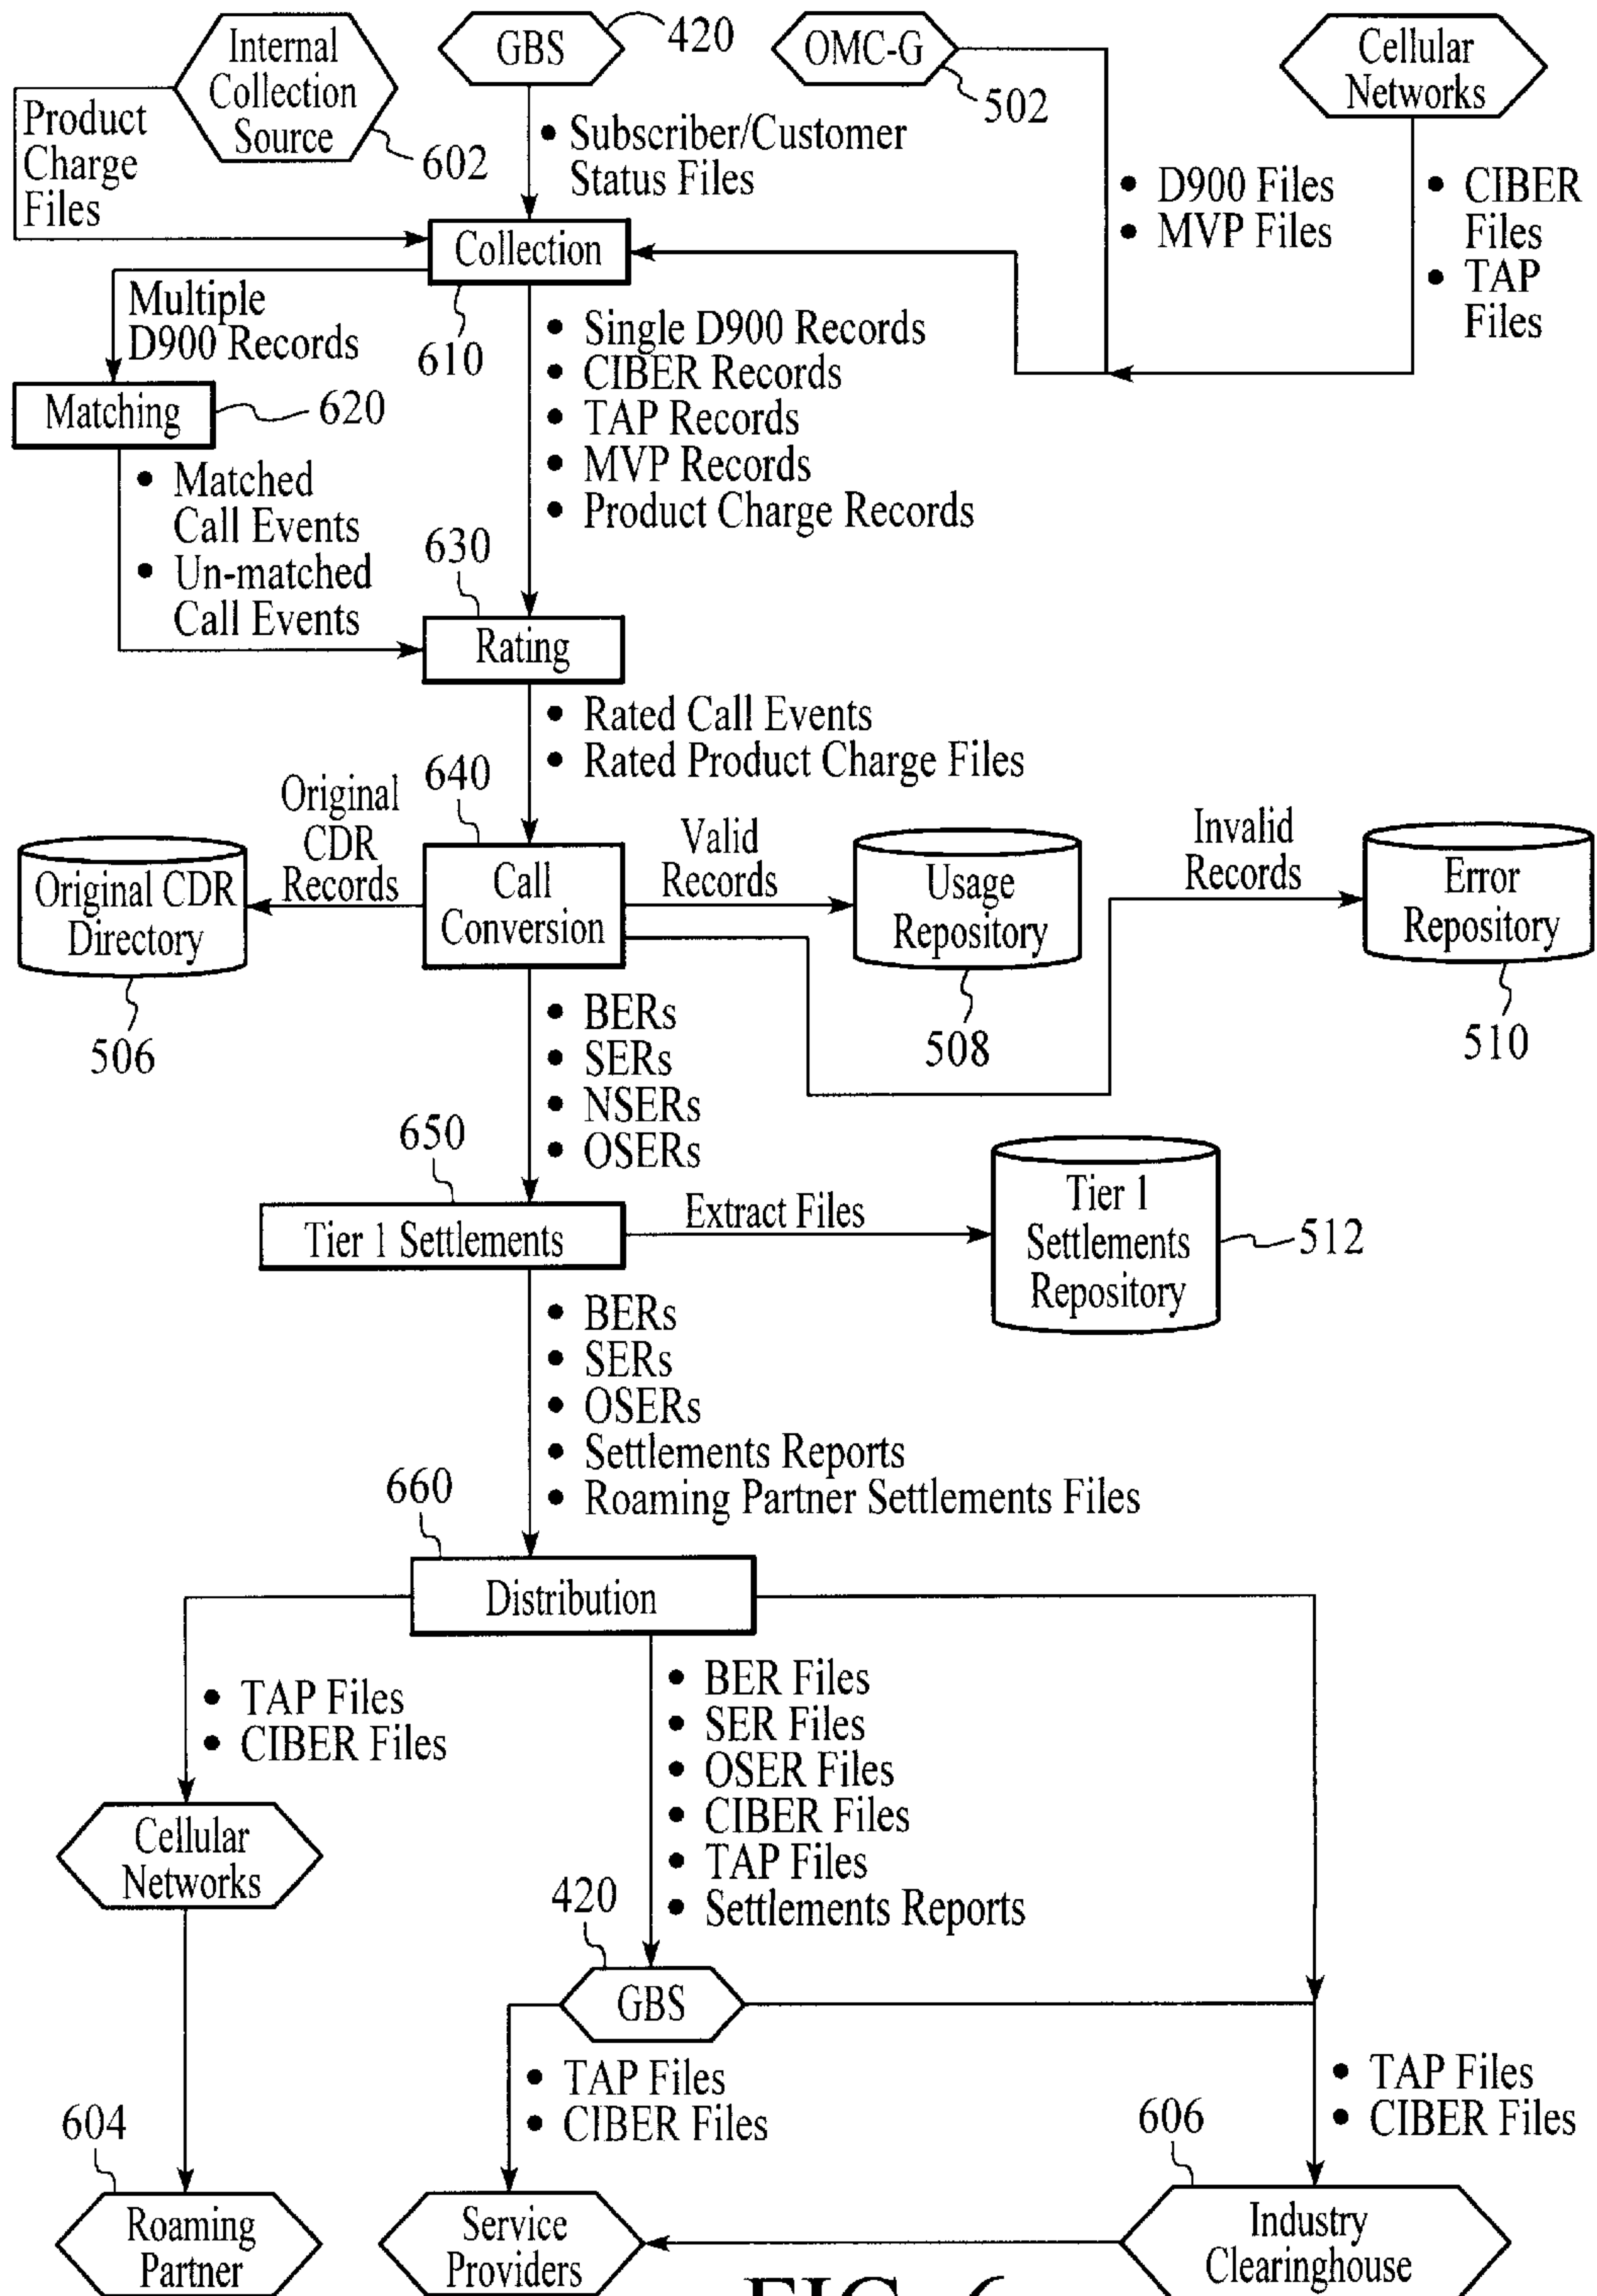 Internal
Collection
Source
602
GBS
420
OMC-G
502
Cellular
Networks
Product
Charge
Files
• Subscriber/Customer
Status Files
• D900 Files
• MVP Files
• CIBER
Files
• TAP
Files
Collection
610
Multiple
D900 Records
• Single D900 Records
• CIBER Records
• TAP Records
• MVP Records
• Product Charge Records
Matching
620
• Matched
Call Events
• Un-matched
Call Events
630
Rating
• Rated Call Events
• Rated Product Charge Files
640
Original
CDR
Records
Original CDR
Directory
506
Call
Conversion
Valid
Records
Usage
Repository
508
Invalid
Records
Error
Repository
510
• BERs
• SERs
• NSERs
• OSERs
650
Tier 1 Settlements
Extract Files
Tier 1
Settlements
Repository
512
• BERs
• SERs
• OSERs
• Settlements Reports
• Roaming Partner Settlements Files
660
Distribution
• TAP Files
• CIBER Files
• BER Files
• SER Files
• OSER Files
• CIBER Files
• TAP Files
• Settlements Reports
Cellular
Networks
420
GBS
• TAP Files
• CIBER Files
• TAP Files
• CIBER Files
604
Roaming
Partner
Service
Providers
606
Industry
Clearinghouse
FIG. 6